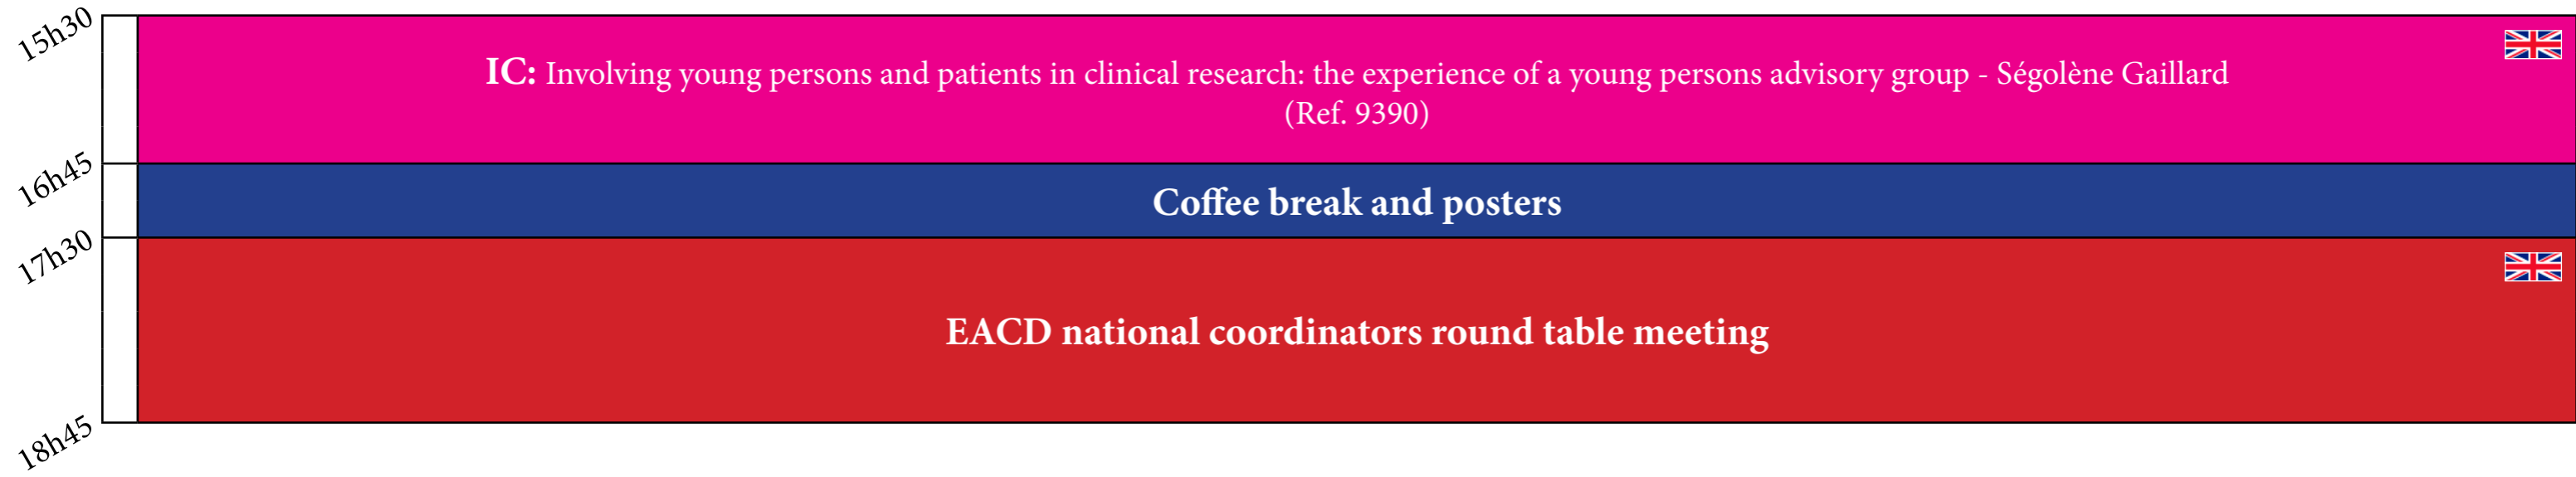 15h30
IC: Involving young persons and patients in clinical research: the experience of a young persons advisory group - Ségolène Gaillard
(Ref. 9390)
16h45
Coffee break and posters
17h30
EACD national coordinators round table meeting
18h45